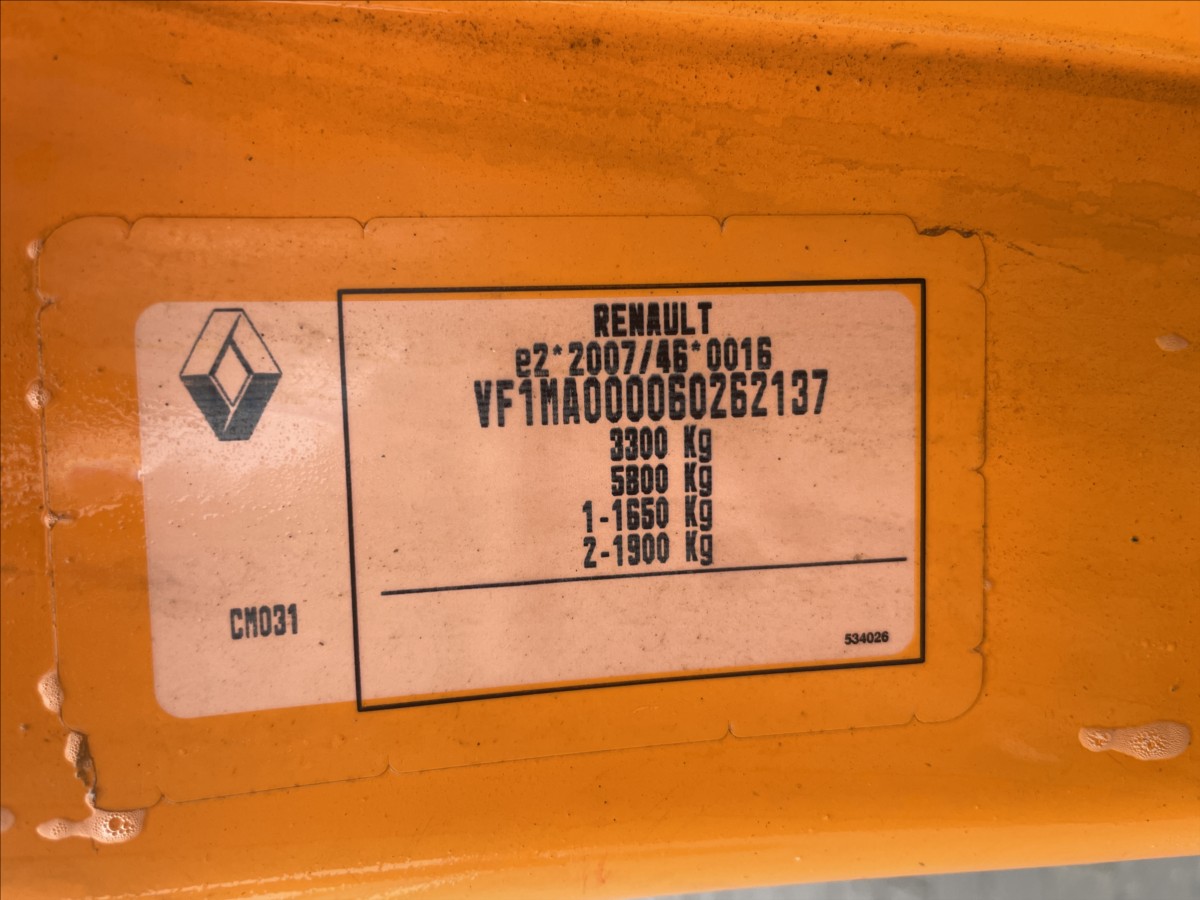 RENAULT
e2*2007/46*0016
VF1MA000060262137
3300 Kg
5800 Kg
1-1650 Kg
2-1900 Kg
CM031
534026